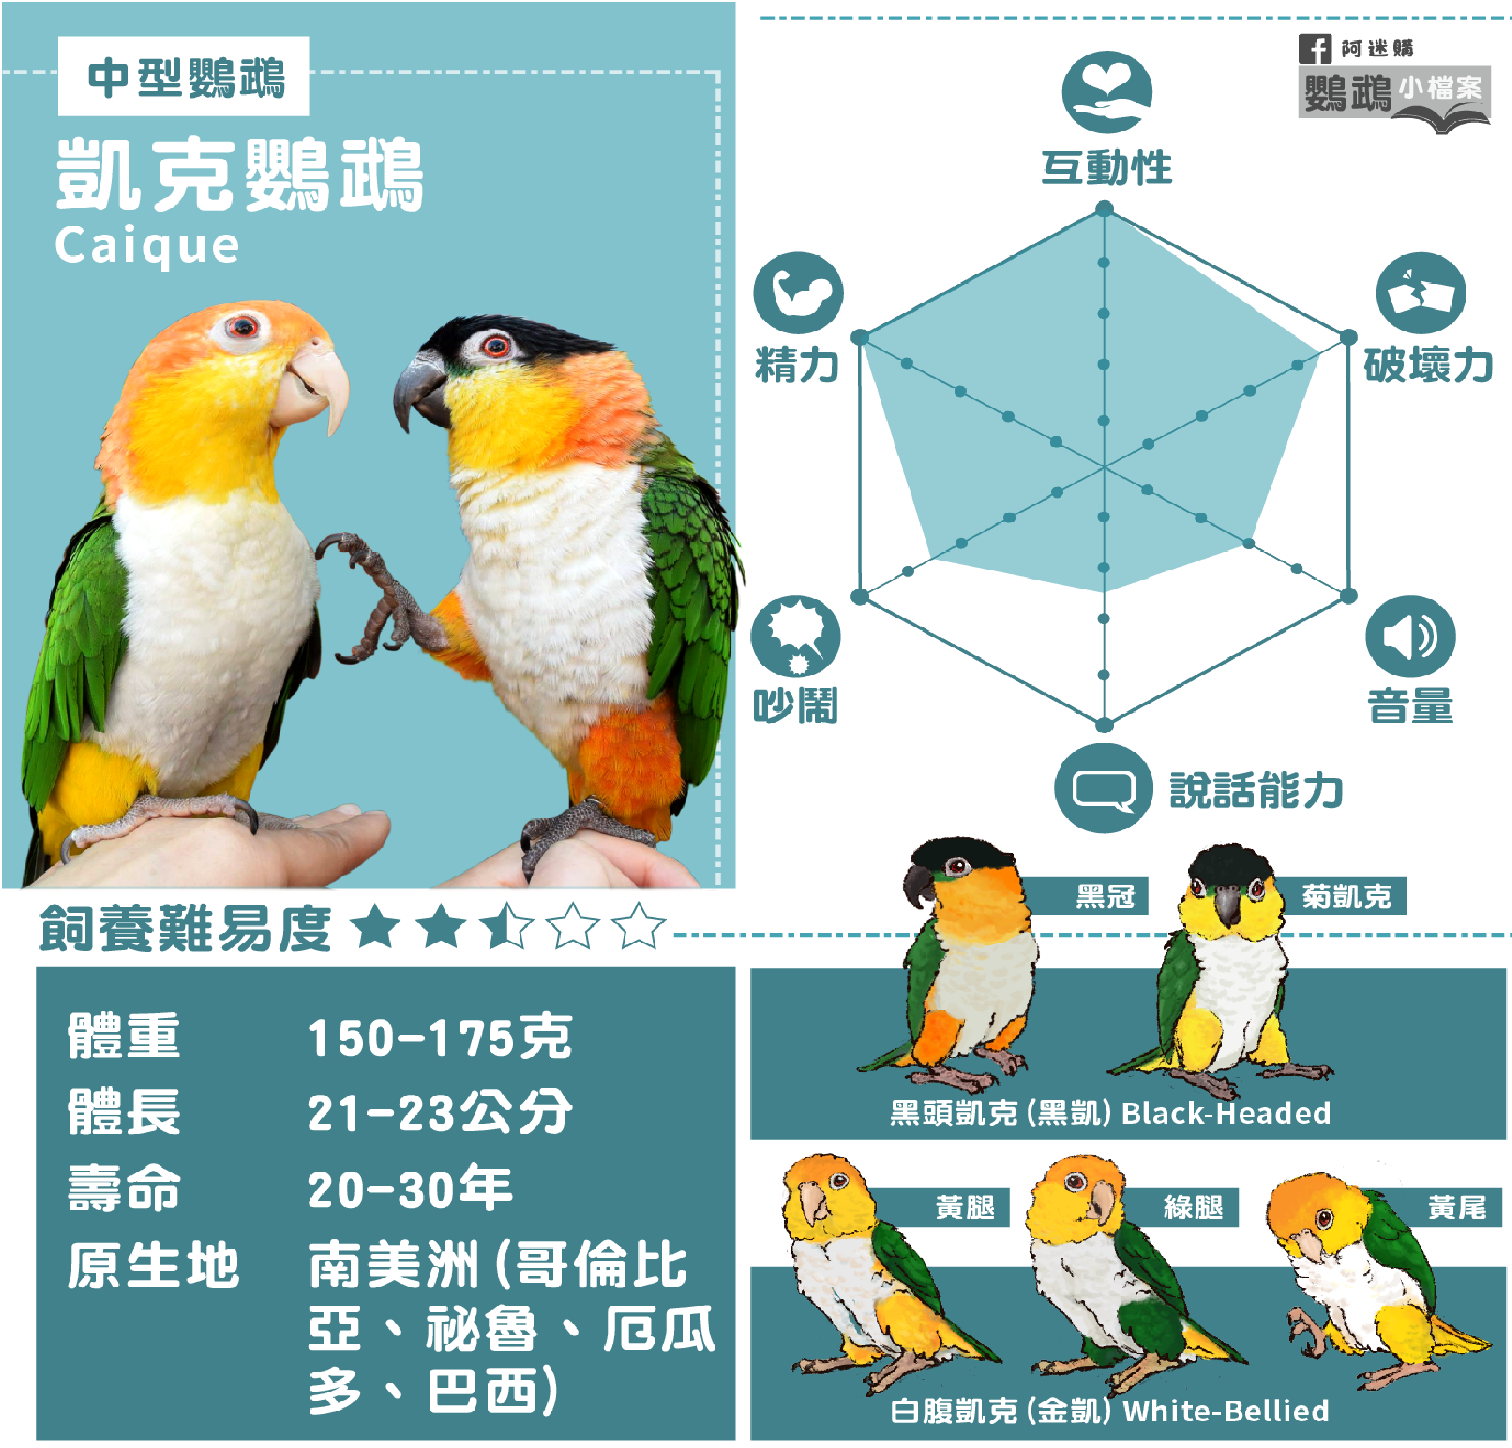 中型鸚鵡
凱克鸚鵡
Caique
阿迷購
鸚鵡小檔案
互動性
精力
破壞力
吵鬧
音量
說話能力
飼養難易度
體重 150-175克
體長 21-23公分
壽命 20-30年
原生地 南美洲(哥倫比
亞、祕魯、厄瓜
多、巴西)
黑冠
菊凱克
黑頭凱克(黑凱) Black-Headed
黃腿
綠腿
黃尾
白腹凱克(金凱) White-Bellied